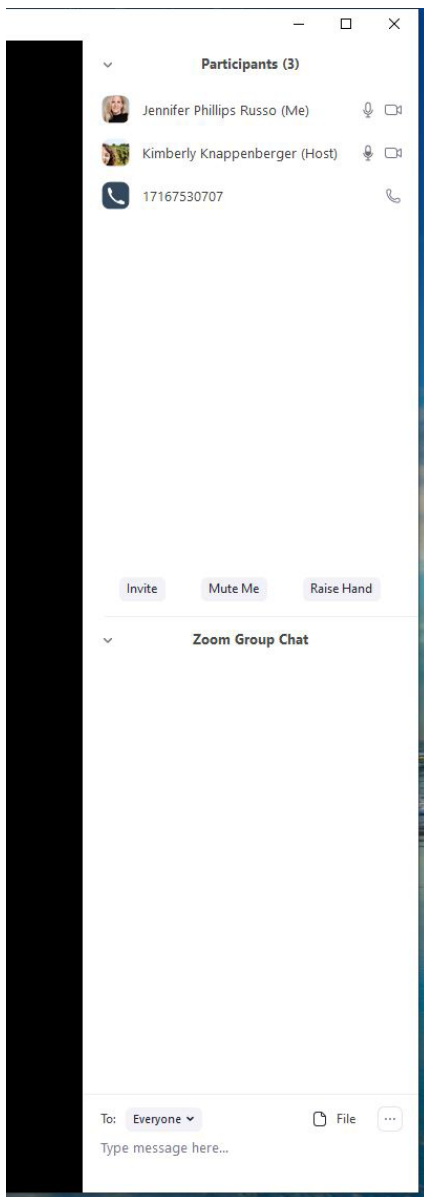 Participants (3)
Jennifer Phillips Russo (Me)
Kimberly Knappenberger (Host)
17167530707
Invite Mute Me Raise Hand
Zoom Group Chat
To: Everyone File ...
Type message here...